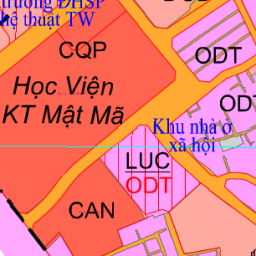 trường ĐHSP
hệ thuật TW
CQP
ODT
Học Viện
KT Mật Mã
Khu nhà ở
xã hội
LUC
ODT
CAN